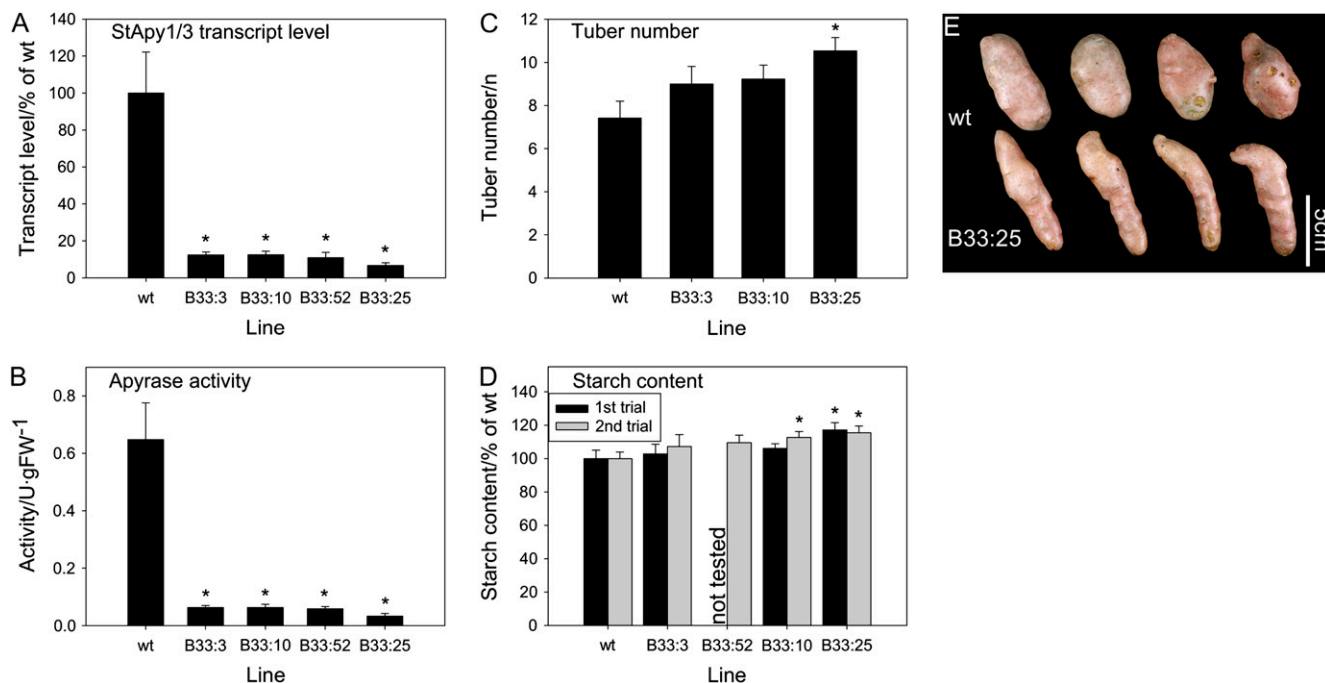 A
StApy1/3 transcript level
Transcript level/% of wt
140
120
100
80
60
40
20
0
* * * *
wt B33:3 B33:10 B33:52 B33:25
Line
B
Apyrase activity
Activity/U·gFW⁻¹
0.8
0.6
0.4
0.2
0.0
* * * *
wt B33:3 B33:10 B33:52 B33:25
Line
C
Tuber number
Tuber number/n
12
10
8
6
4
2
0
*
wt B33:3 B33:10 B33:25
Line
D
Starch content
1st trial
2nd trial
Starch content/% of wt
140
120
100
80
60
40
20
0
* * *
not tested
wt B33:3 B33:52 B33:10 B33:25
Line
E
wt
B33:25
5cm